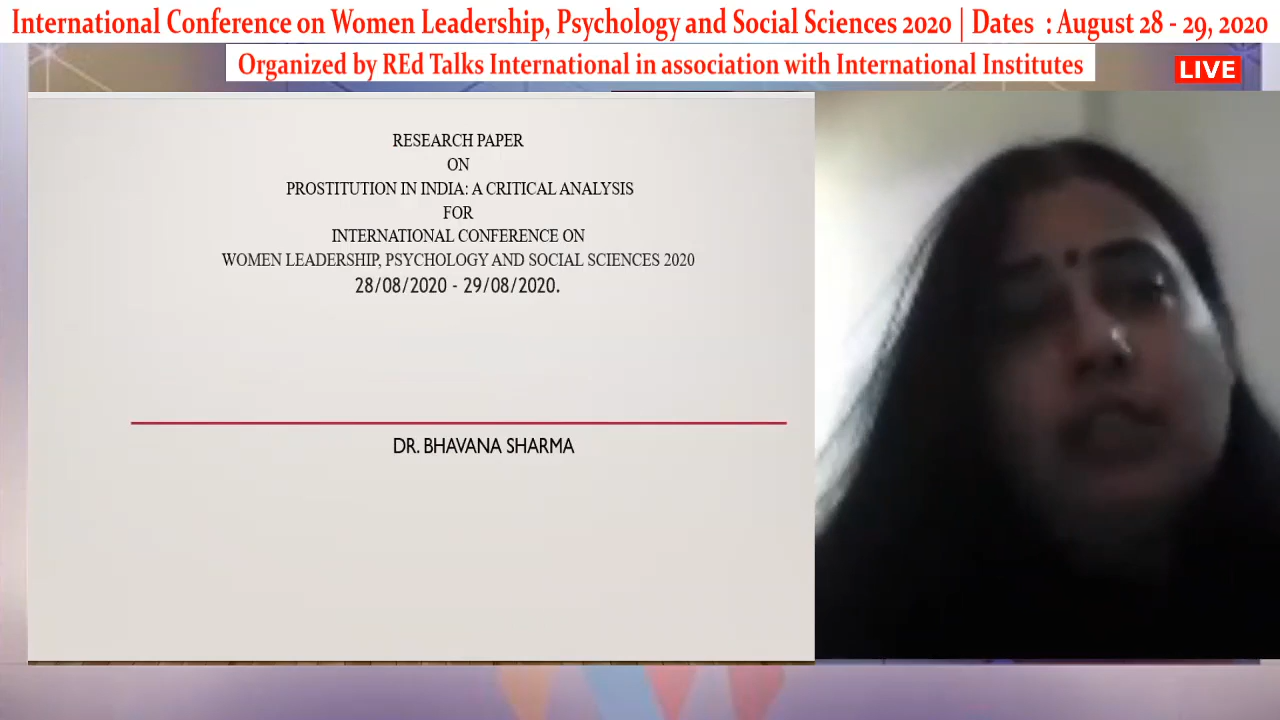 International Conference on Women Leadership, Psychology and Social Sciences 2020 | Dates : August 28 - 29, 2020
Organized by REd Talks International in association with International Institutes
LIVE
RESEARCH PAPER
ON
PROSTITUTION IN INDIA: A CRITICAL ANALYSIS
FOR
INTERNATIONAL CONFERENCE ON
WOMEN LEADERSHIP, PSYCHOLOGY AND SOCIAL SCIENCES 2020
28/08/2020 - 29/08/2020.
DR. BHAVANA SHARMA